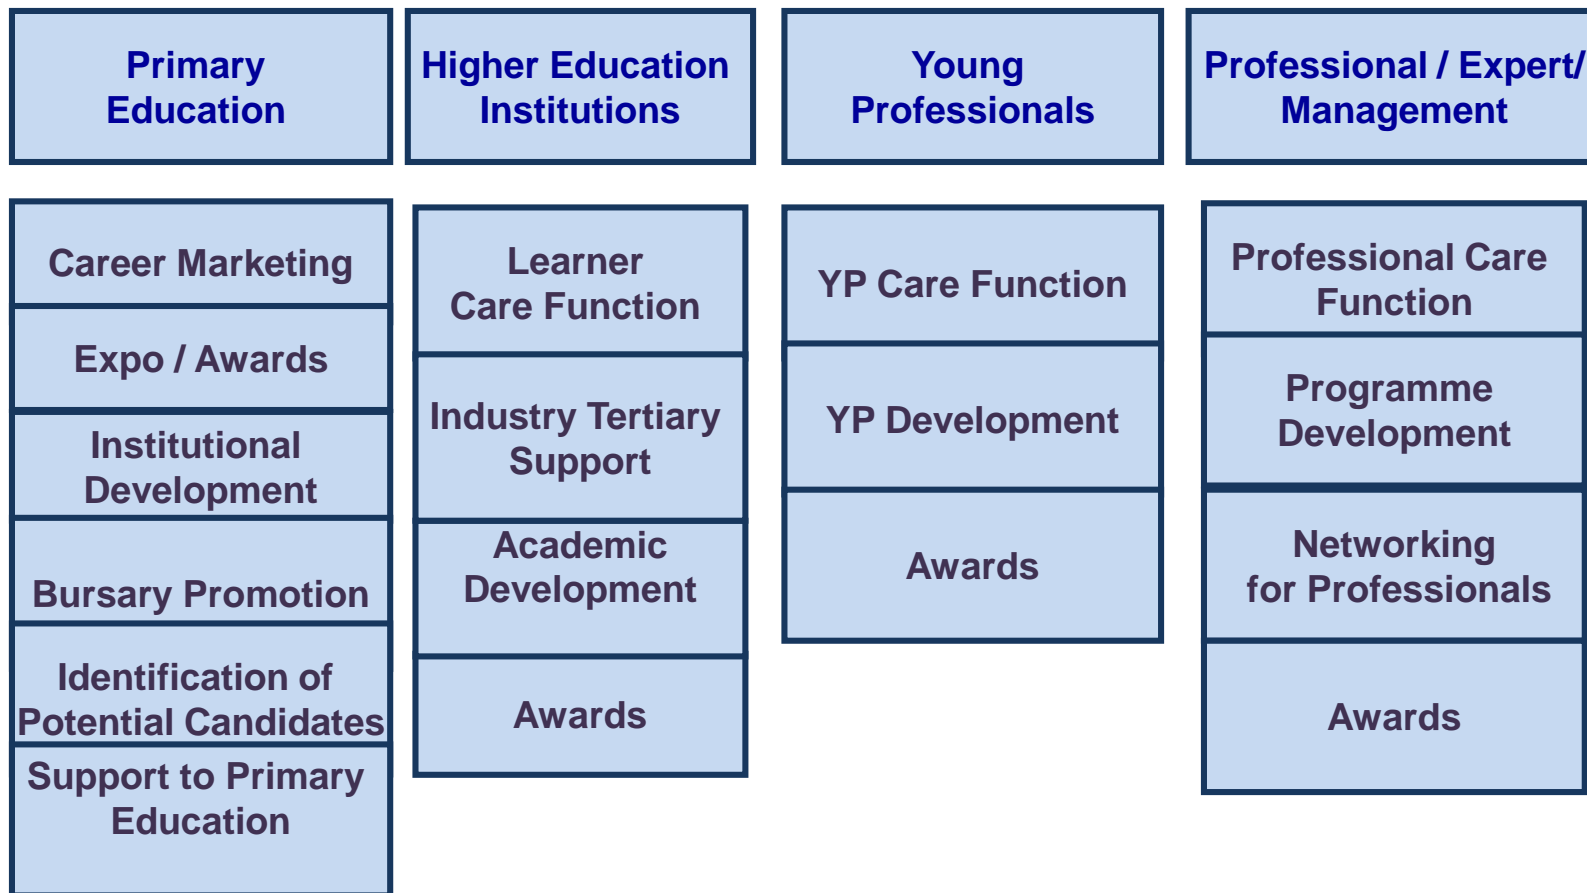 Primary
Education
Higher Education
Institutions
Young
Professionals
Professional / Expert/
Management
Career Marketing
Expo / Awards
Institutional
Development
Bursary Promotion
Identification of
Potential Candidates
Support to Primary
Education
Learner
Care Function
Industry Tertiary
Support
Academic
Development
Awards
YP Care Function
YP Development
Awards
Professional Care
Function
Programme
Development
Networking
for Professionals
Awards